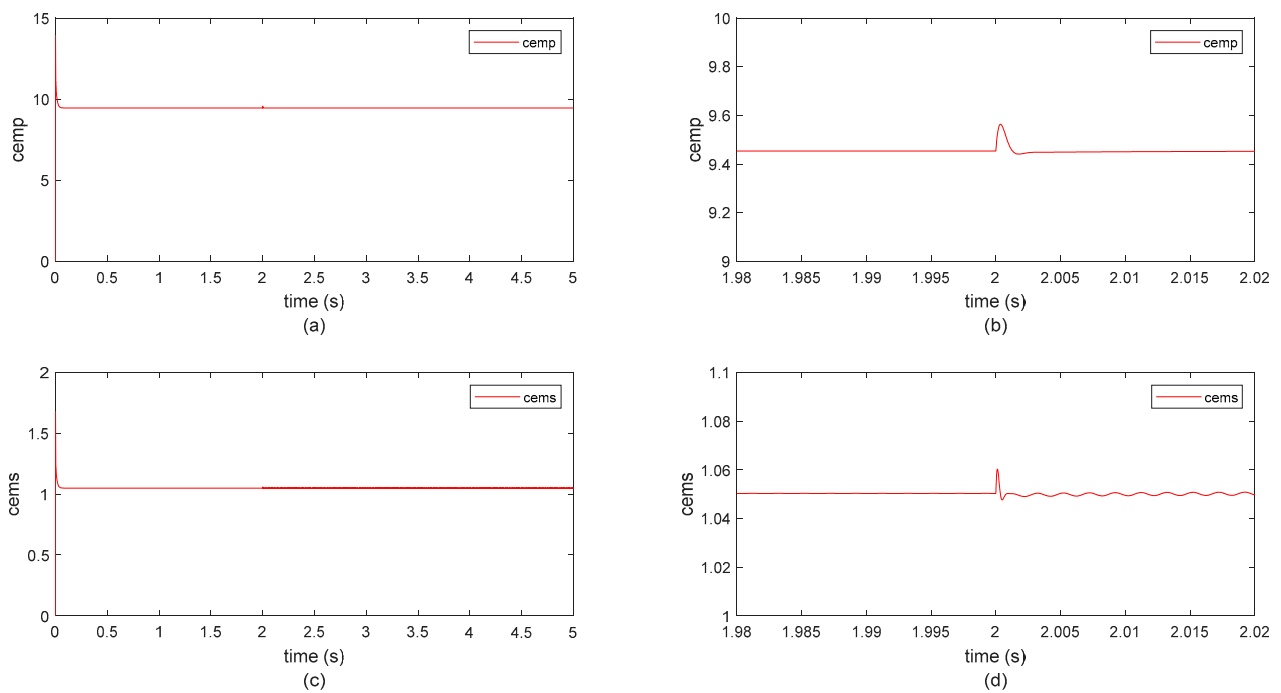 15
10
5
0
cemp
cemp
0 0.5 1 1.5 2 2.5 3 3.5 4 4.5 5
time (s)
(a)
10
9.8
9.6
9.4
9.2
9
cemp
cemp
1.98 1.985 1.99 1.995 2 2.005 2.01 2.015 2.02
time (s)
(b)
2
1.5
1
0.5
0
cems
cems
0 0.5 1 1.5 2 2.5 3 3.5 4 4.5 5
time (s)
(c)
1.1
1.08
1.06
1.04
1.02
1
cems
cems
1.98 1.985 1.99 1.995 2 2.005 2.01 2.015 2.02
time (s)
(d)